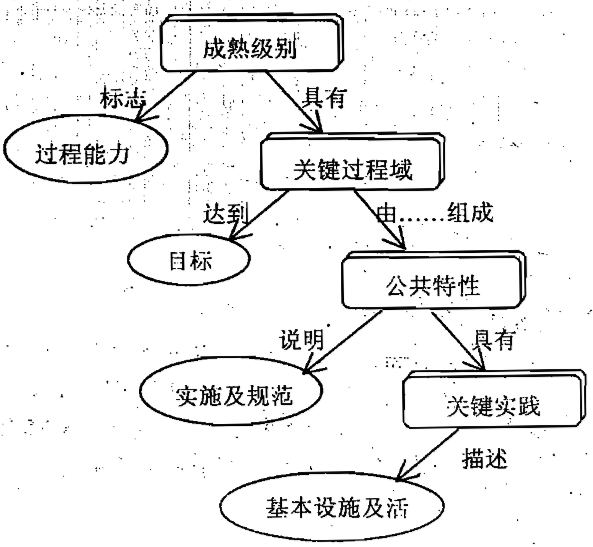 成熟级别
标志
具有
过程能力
关键过程域
达到
由……组成
目标
公共特性
说明
具有
实施及规范
关键实践
描述
基本设施及活